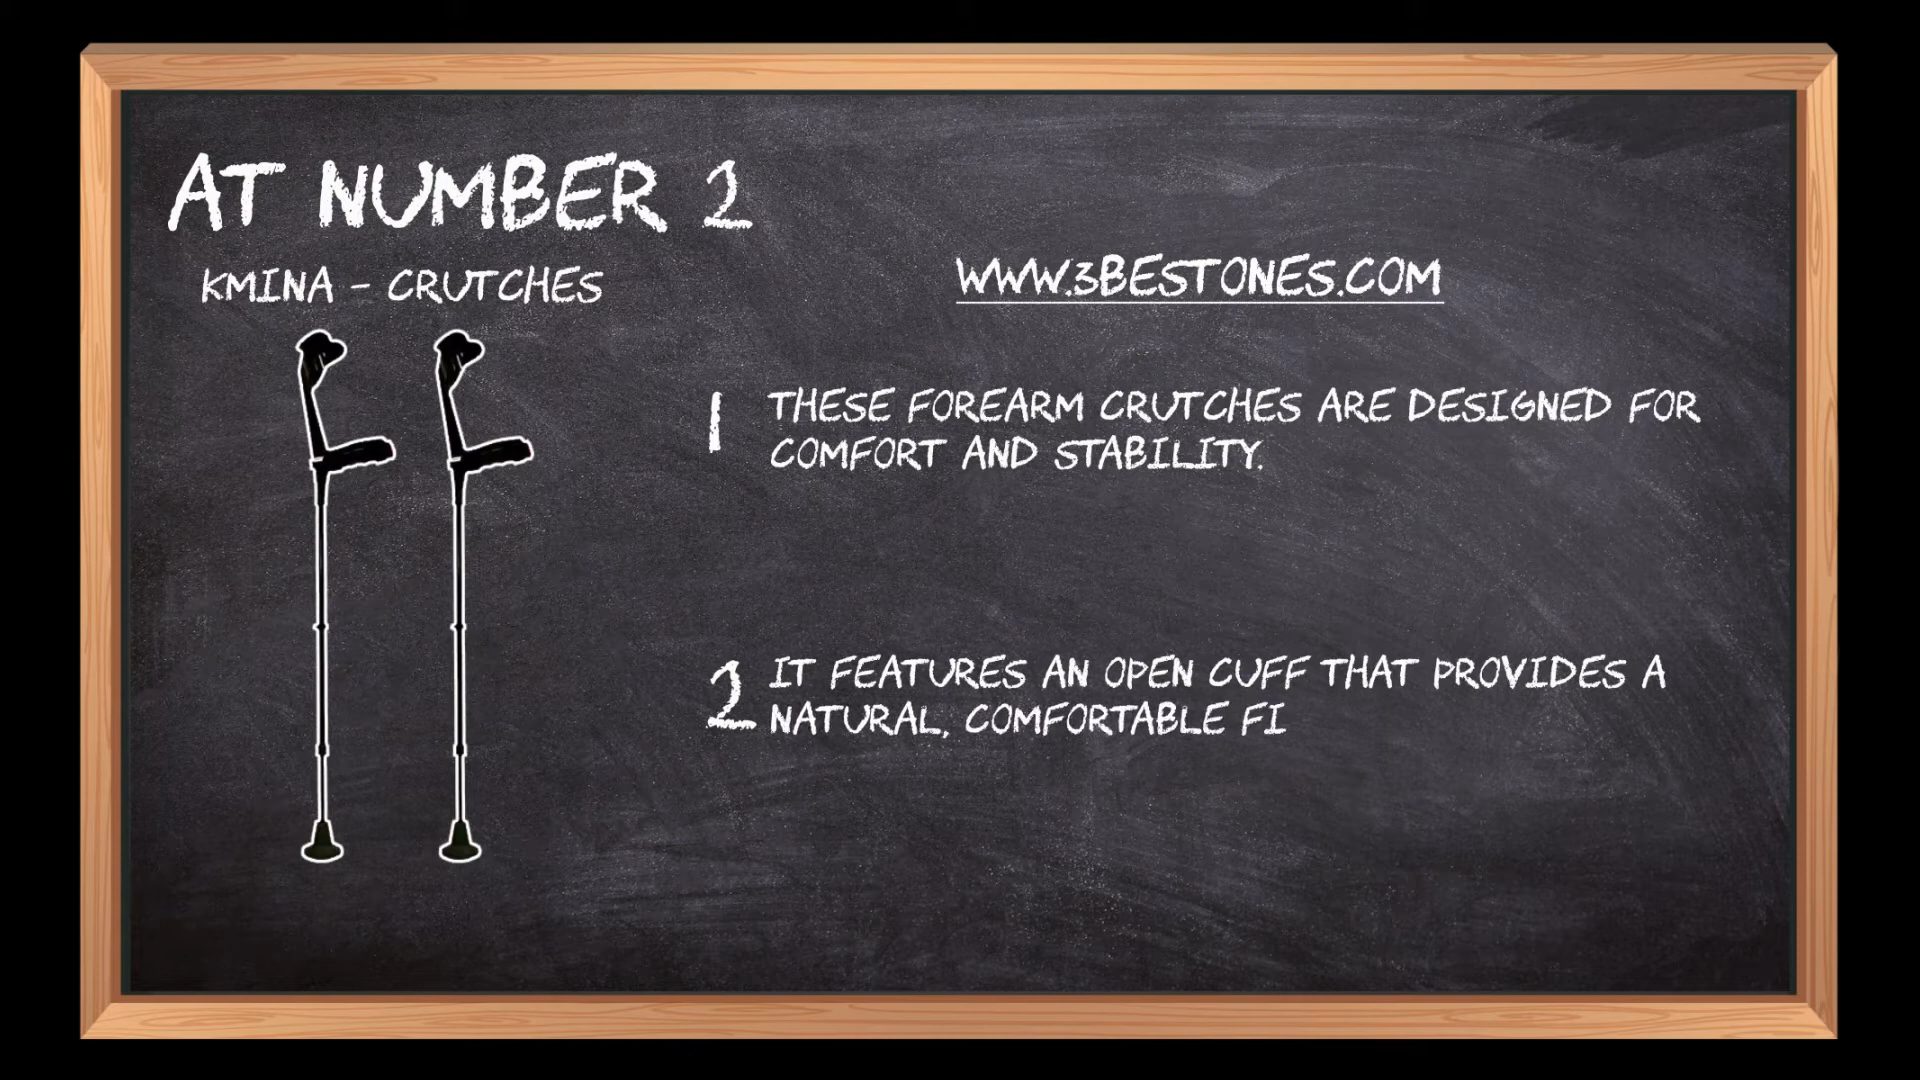 AT NUMBER 2
KMINA - CRUTCHES
WWW.3BESTONES.COM
1 THESE FOREARM CRUTCHES ARE DESIGNED FOR
COMFORT AND STABILITY.
2 IT FEATURES AN OPEN CUFF THAT PROVIDES A
NATURAL, COMFORTABLE FI